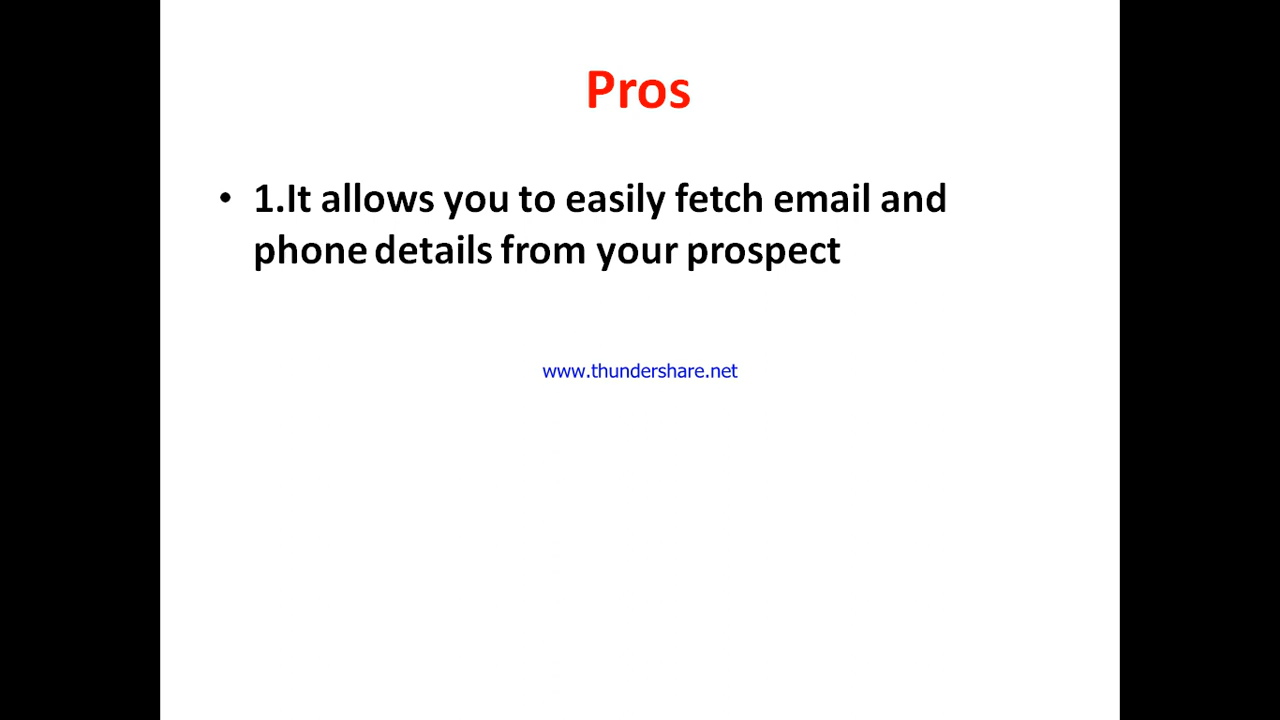 Pros
• 1.It allows you to easily fetch email and
phone details from your prospect
www.thundershare.net